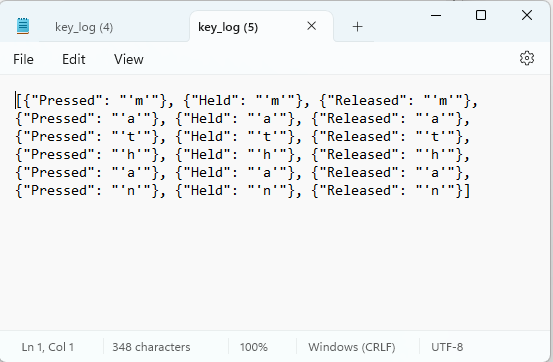 key_log (4)
key_log (5)
File Edit View
[{"Pressed": "'m'"}, {"Held": "'m'"}, {"Released": "'m'"},
{"Pressed": "'a'"}, {"Held": "'a'"}, {"Released": "'a'"},
{"Pressed": "'t'"}, {"Held": "'t'"}, {"Released": "'t'"},
{"Pressed": "'h'"}, {"Held": "'h'"}, {"Released": "'h'"},
{"Pressed": "'a'"}, {"Held": "'a'"}, {"Released": "'a'"},
{"Pressed": "'n'"}, {"Held": "'n'"}, {"Released": "'n'"}]
Ln 1, Col 1 348 characters 100% Windows (CRLF) UTF-8